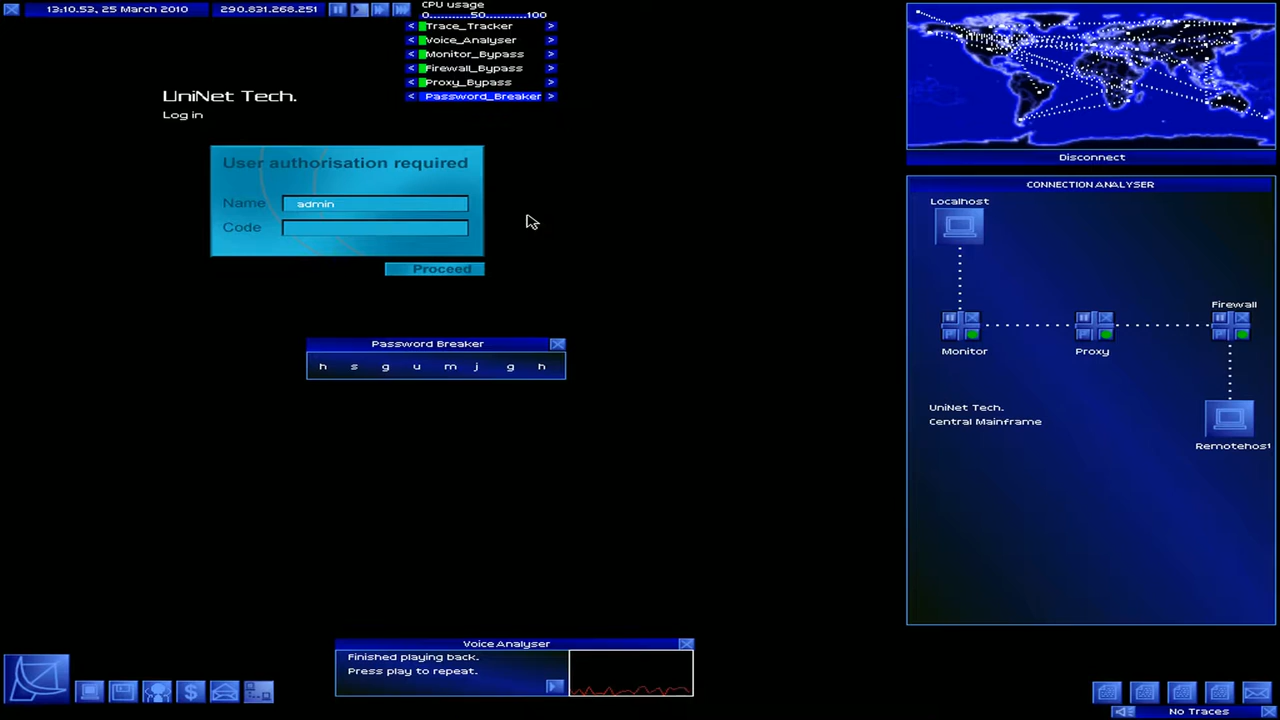 13:10.53, 25 March 2010
290.831.268.251
CPU usage
0...........50...........100
< Trace_Tracker >
< Voice_Analyser >
< Monitor_Bypass >
< Firewall_Bypass >
< Proxy_Bypass >
< Password_Breaker >
UniNet Tech.
Log in
User authorisation required
Name admin
Code
Proceed
Password Breaker
h s g u m j g h
Voice Analyser
Finished playing back.
Press play to repeat.
Disconnect
CONNECTION ANALYSER
Localhost
Firewall
Monitor
Proxy
UniNet Tech.
Central Mainframe
Remotehost
No Traces